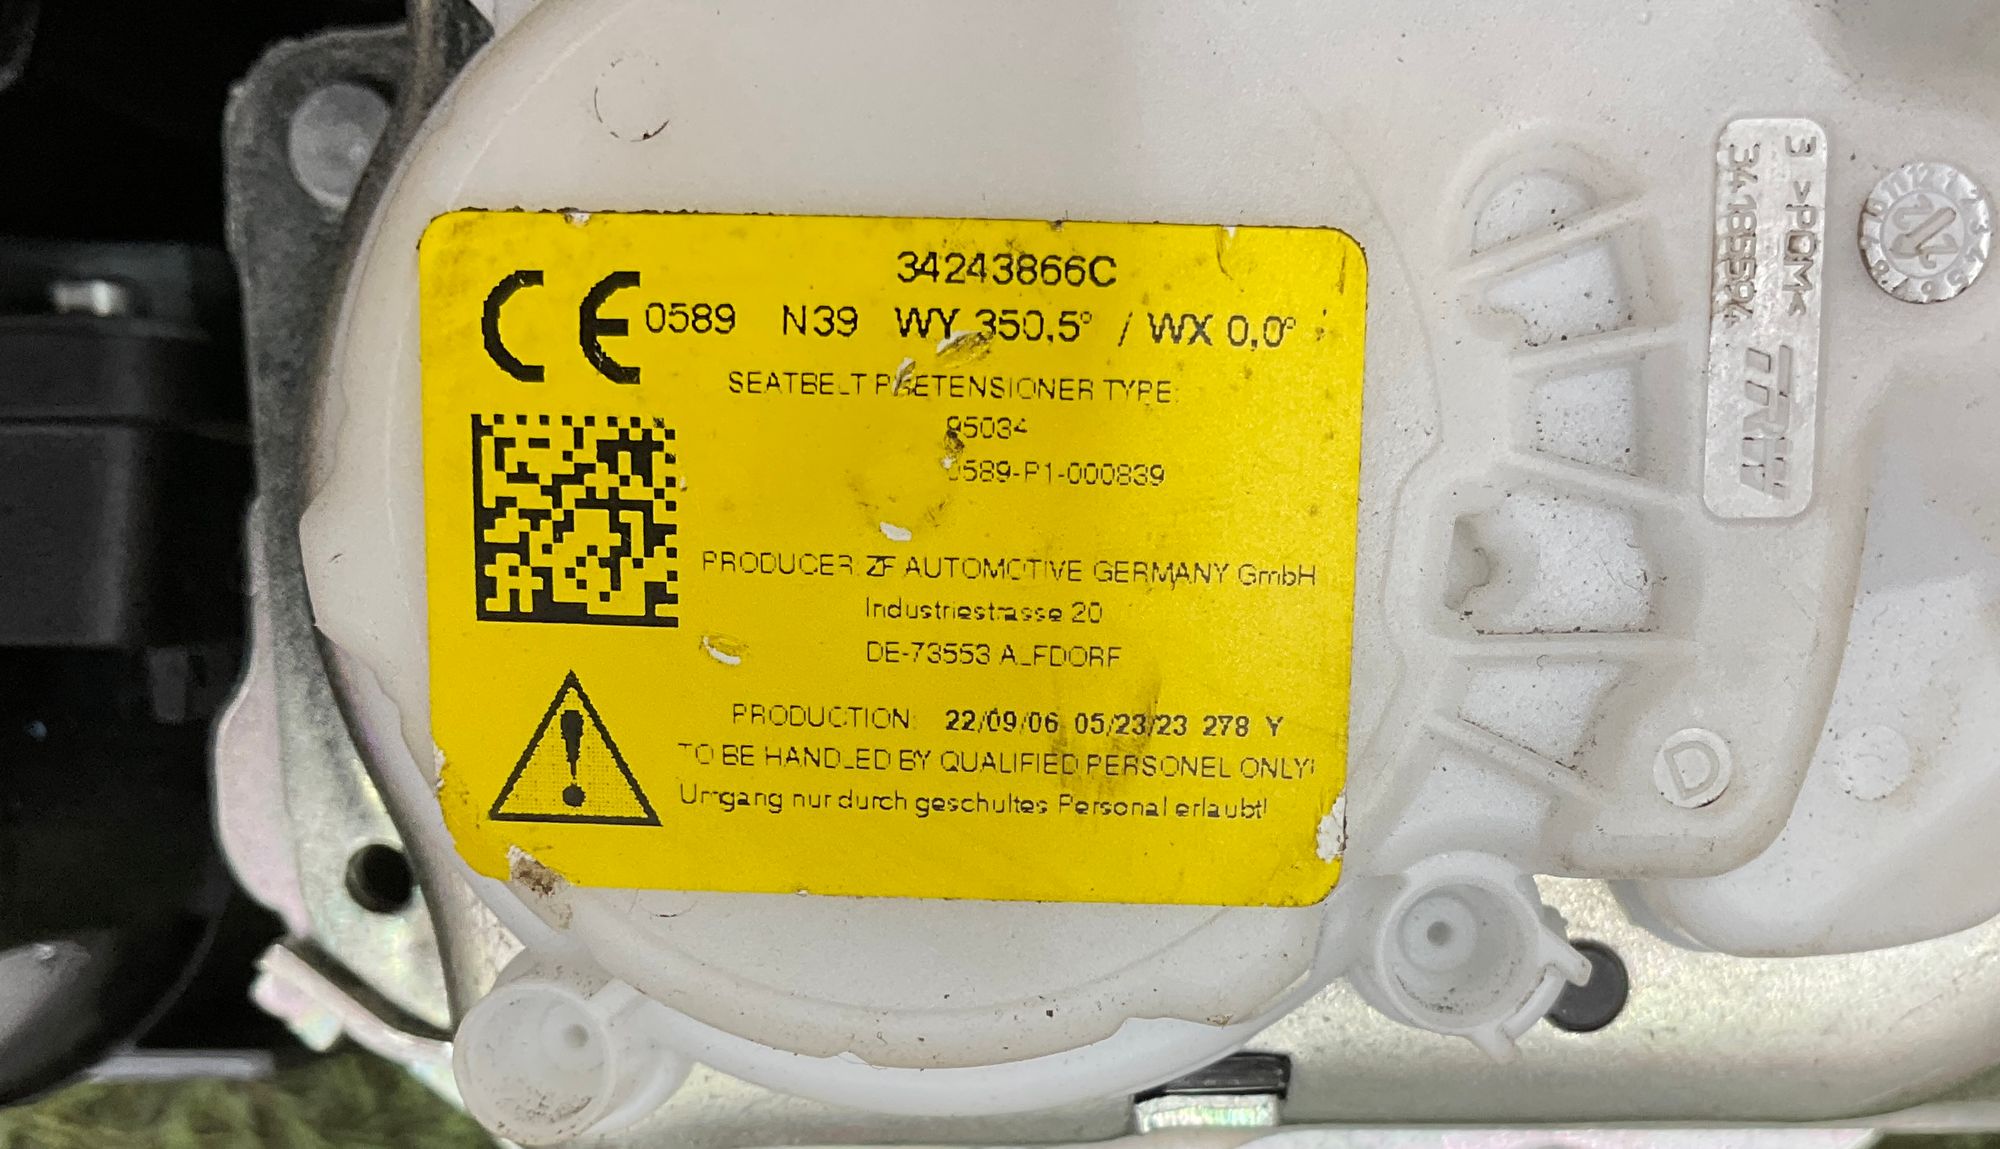 34243866C
CE 0589 N39 WY 350,5° / WX 0,0°
SEATBELT PRETENSIONER TYPE:
95034
0589-P1-000839
PRODUCER: ZF AUTOMOTIVE GERMANY GmbH
Industriestrasse 20
DE-73553 ALFDORF
PRODUCTION: 22/09/06 05/23/23 278 Y
TO BE HANDLED BY QUALIFIED PERSONEL ONLY!
Umgang nur durch geschultes Personal erlaubt!
3 >POM<
34185594
TRW
D